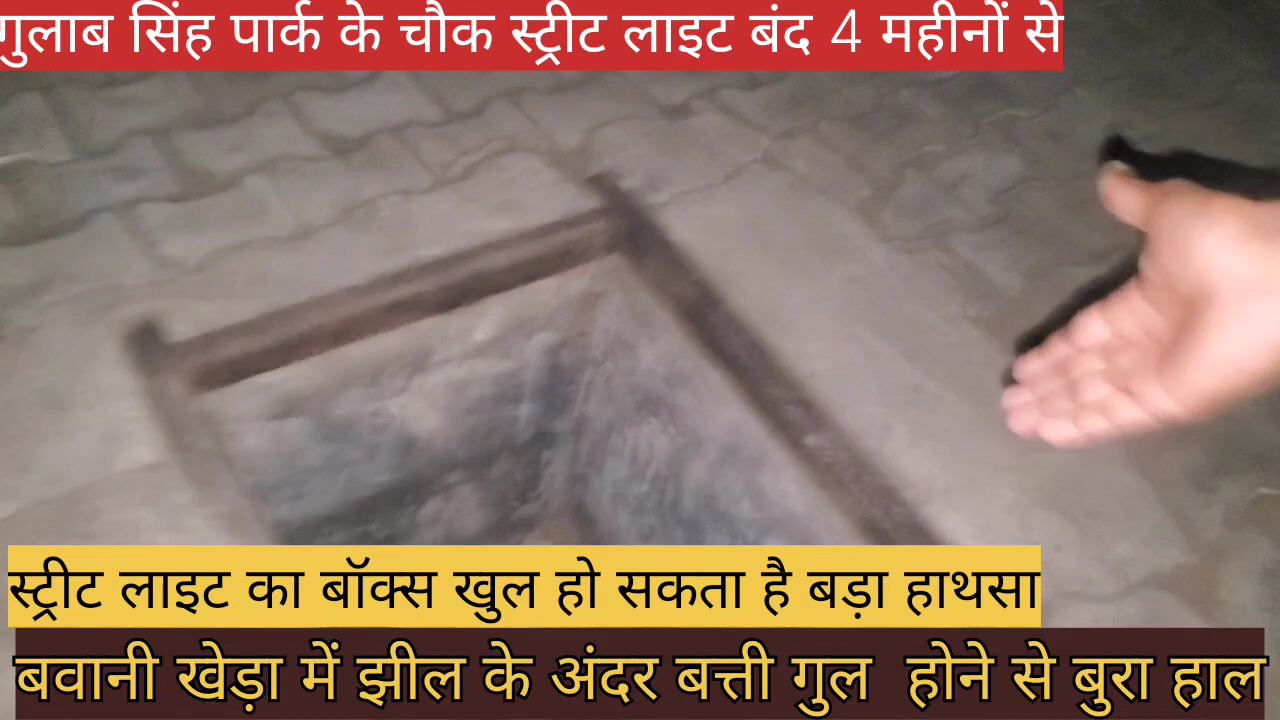 गुलाब सिंह पार्क के चौक स्ट्रीट लाइट बंद 4 महीनों से
स्ट्रीट लाइट का बॉक्स खुल हो सकता है बड़ा हाथसा
बवानी खेड़ा में झील के अंदर बत्ती गुल होने से बुरा हाल